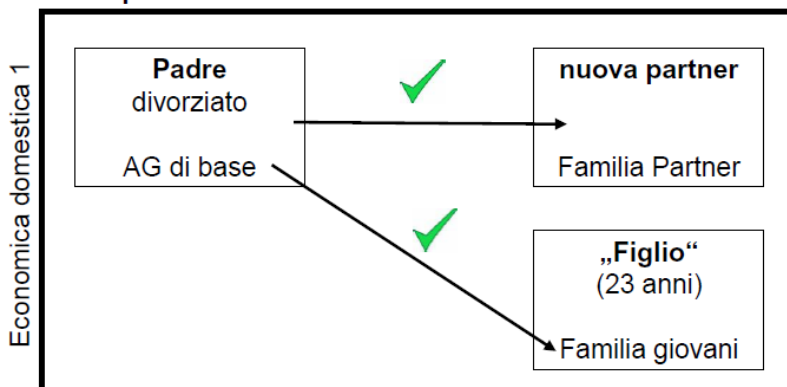 Economica domestica 1
Padre
divorziato
AG di base
nuova partner
Familia Partner
„Figlio“
(23 anni)
Familia giovani